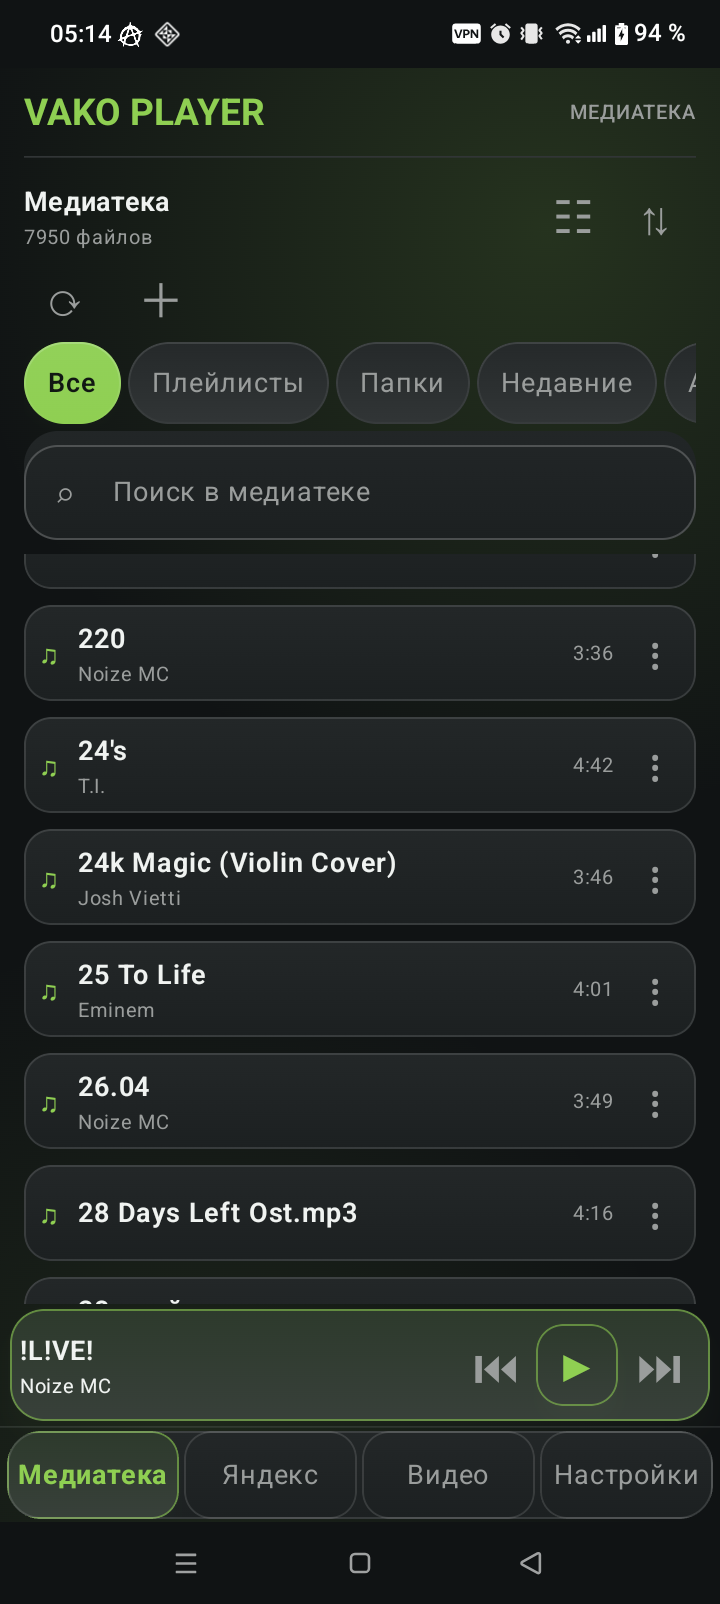 05:14 VPN 94 %
VAKO PLAYER МЕДИАТЕКА
Медиатека
7950 файлов
Все Плейлисты Папки Недавние
Поиск в медиатеке
220
Noize MC 3:36
24's
T.I. 4:42
24k Magic (Violin Cover)
Josh Vietti 3:46
25 To Life
Eminem 4:01
26.04
Noize MC 3:49
28 Days Left Ost.mp3 4:16
!L!VE!
Noize MC
Медиатека Яндекс Видео Настройки